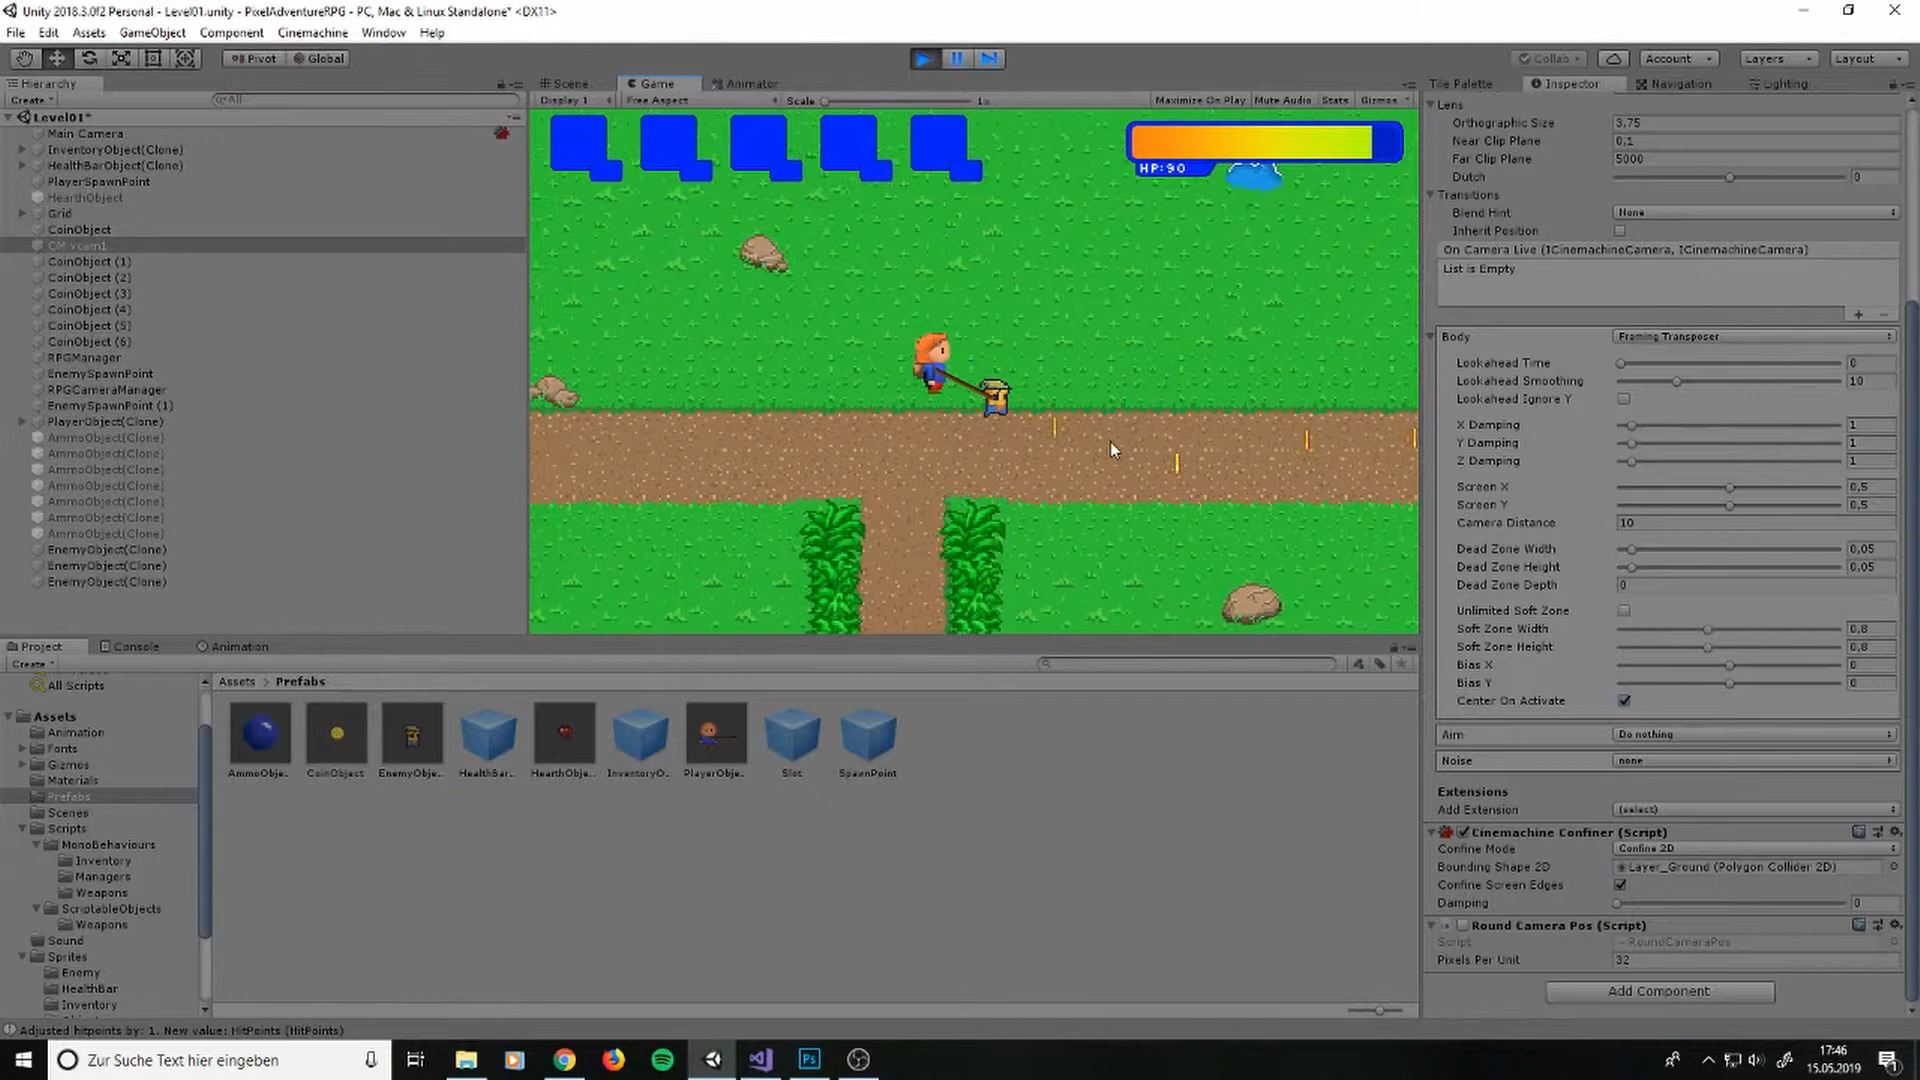 Unity 2018.3.0f2 Personal - Level01.unity - PixelAdventureRPG - PC, Mac & Linux Standalone* <DX11>
File Edit Assets GameObject Component Cinemachine Window Help
Pivot Global Collab Account Layers Layout
Hierarchy
Create All
Level01*
Main Camera
InventoryObject(Clone)
HealthBarObject(Clone)
PlayerSpawnPoint
HearthObject
Grid
CoinObject
CM vcam1
CoinObject (1)
CoinObject (2)
CoinObject (3)
CoinObject (4)
CoinObject (5)
CoinObject (6)
RPGManager
EnemySpawnPoint
RPGCameraManager
EnemySpawnPoint (1)
PlayerObject(Clone)
AmmoObject(Clone)
AmmoObject(Clone)
AmmoObject(Clone)
AmmoObject(Clone)
AmmoObject(Clone)
AmmoObject(Clone)
AmmoObject(Clone)
EnemyObject(Clone)
EnemyObject(Clone)
EnemyObject(Clone)
Scene Game Animator
Display 1 Free Aspect Scale 1x Maximize On Play Mute Audio Stats Gizmos
HP:90
Tile Palette Inspector Navigation Lighting
Lens
Orthographic Size 3,75
Near Clip Plane 0,1
Far Clip Plane 5000
Dutch 0
Transitions
Blend Hint None
Inherit Position
On Camera Live (ICinemachineCamera, ICinemachineCamera)
List is Empty
Body Framing Transposer
Lookahead Time 0
Lookahead Smoothing 10
Lookahead Ignore Y
X Damping 1
Y Damping 1
Z Damping 1
Screen X 0,5
Screen Y 0,5
Camera Distance 10
Dead Zone Width 0,05
Dead Zone Height 0,05
Dead Zone Depth 0
Unlimited Soft Zone
Soft Zone Width 0,8
Soft Zone Height 0,8
Bias X 0
Bias Y 0
Center On Activate
Aim Do nothing
Noise none
Extensions
Add Extension (select)
Cinemachine Confiner (Script)
Confine Mode Confine 2D
Bounding Shape 2D Layer_Ground (Polygon Collider 2D)
Confine Screen Edges
Damping 0
Round Camera Pos (Script)
Script RoundCameraPos
Pixels Per Unit 32
Add Component
Project Console Animation
Create
All Scripts
Assets
Animation
Fonts
Gizmos
Materials
Prefabs
Scenes
Scripts
MonoBehaviours
Inventory
Managers
Weapons
ScriptableObjects
Weapons
Sound
Sprites
Enemy
HealthBar
Inventory
Assets > Prefabs
AmmoObje.. CoinObject EnemyObje.. HealthBar... HearthObje... InventoryO.. PlayerObje.. Slot SpawnPoint
Adjusted hitpoints by: 1. New value: HitPoints (HitPoints)
Zur Suche Text hier eingeben
Ps
17:46
15.05.2019
1